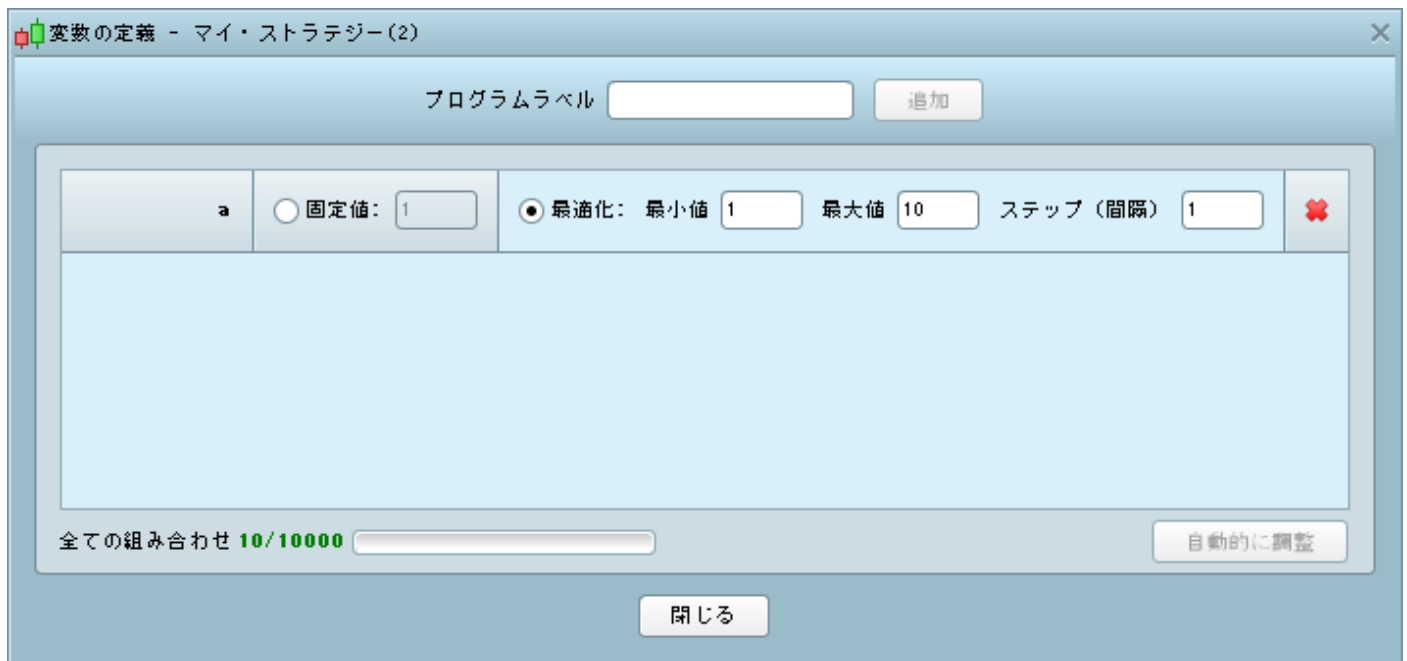 変数の定義 - マイ・ストラテジー(2)
プログラムラベル 追加
a 固定値: 1 最適化: 最小値 1 最大値 10 ステップ（間隔） 1
全ての組み合わせ 10/10000 自動的に調整
閉じる